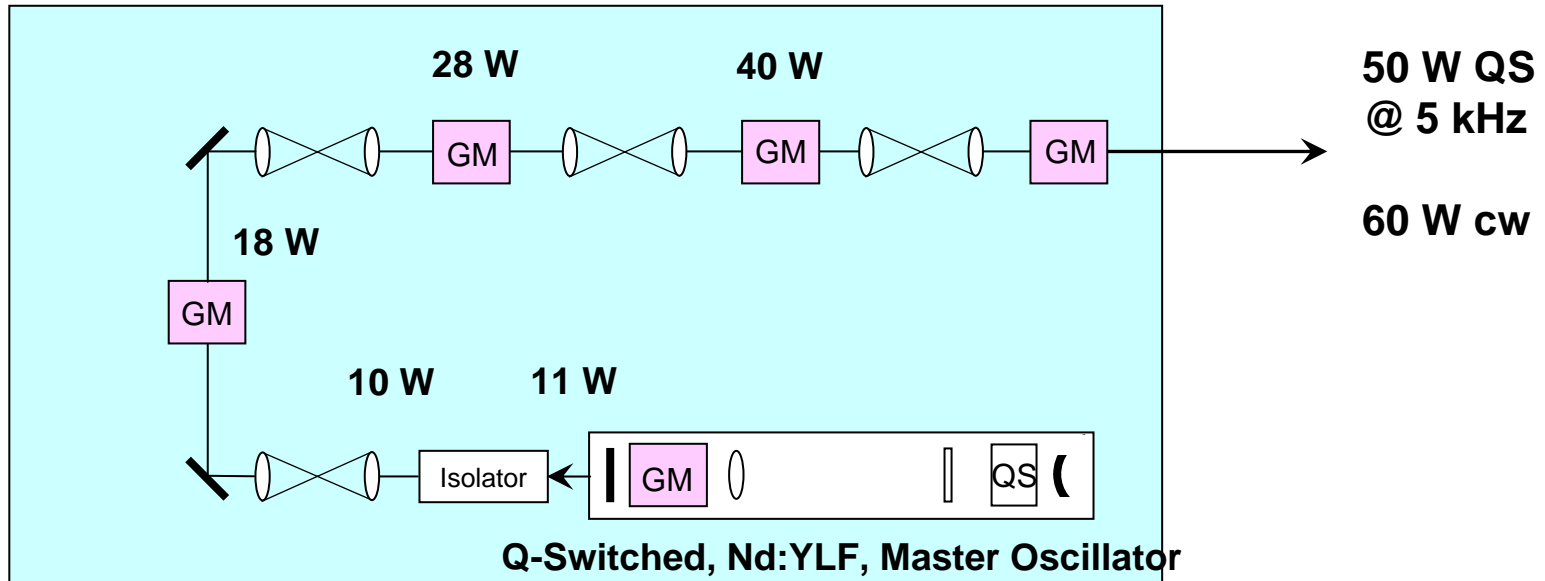 28 W
40 W
50 W QS
@ 5 kHz
GM
GM
GM
60 W cw
18 W
GM
10 W
11 W
Isolator
GM
QS
Q-Switched, Nd:YLF, Master Oscillator